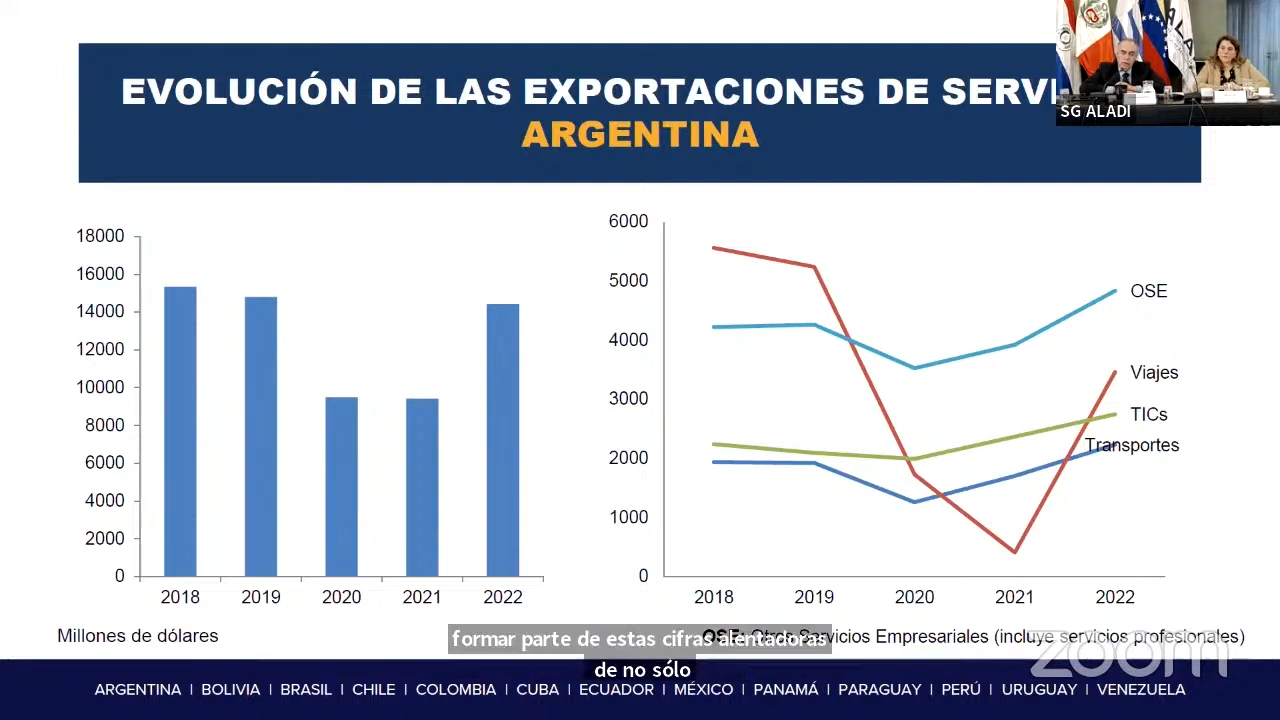 EVOLUCIÓN DE LAS EXPORTACIONES DE SERVI
ARGENTINA
SG ALADI
18000
16000
14000
12000
10000
8000
6000
4000
2000
0
2018 2019 2020 2021 2022
Millones de dólares
6000
5000
4000
3000
2000
1000
0
2018 2019 2020 2021 2022
OSE
Viajes
TICs
Transportes
Servicios Empresariales (incluye servicios profesionales)
formar parte de estas cifras alentadoras
de no sólo
zoom
ARGENTINA | BOLIVIA | BRASIL | CHILE | COLOMBIA | CUBA | ECUADOR | MÉXICO | PANAMÁ | PARAGUAY | PERÚ | URUGUAY | VENEZUELA